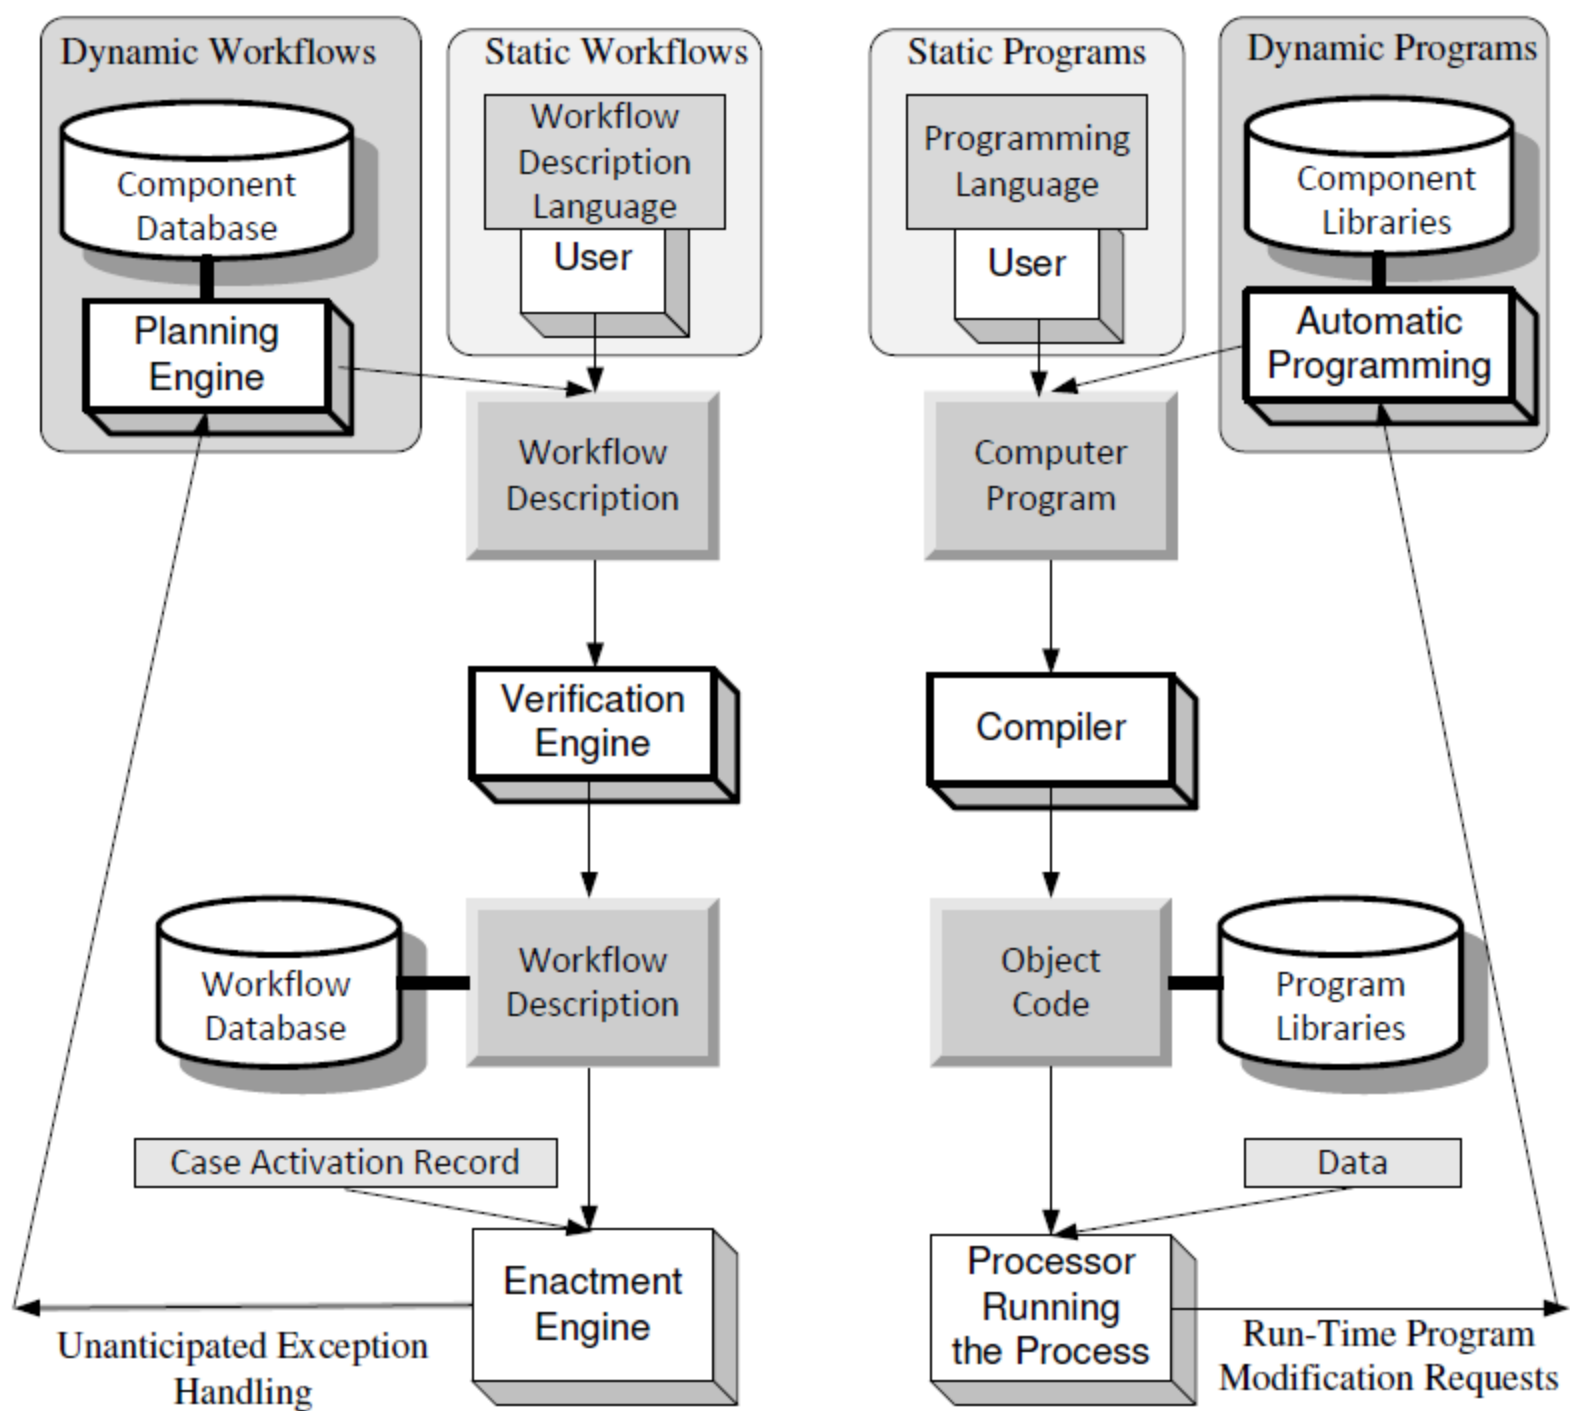 Dynamic Workflows
Component
Database
Planning
Engine
Static Workflows
Workflow
Description
Language
User
Workflow
Description
Verification
Engine
Workflow
Database
Workflow
Description
Case Activation Record
Enactment
Engine
Unanticipated Exception
Handling
Static Programs
Programming
Language
User
Dynamic Programs
Component
Libraries
Automatic
Programming
Computer
Program
Compiler
Object
Code
Program
Libraries
Data
Processor
Running
the Process
Run-Time Program
Modification Requests